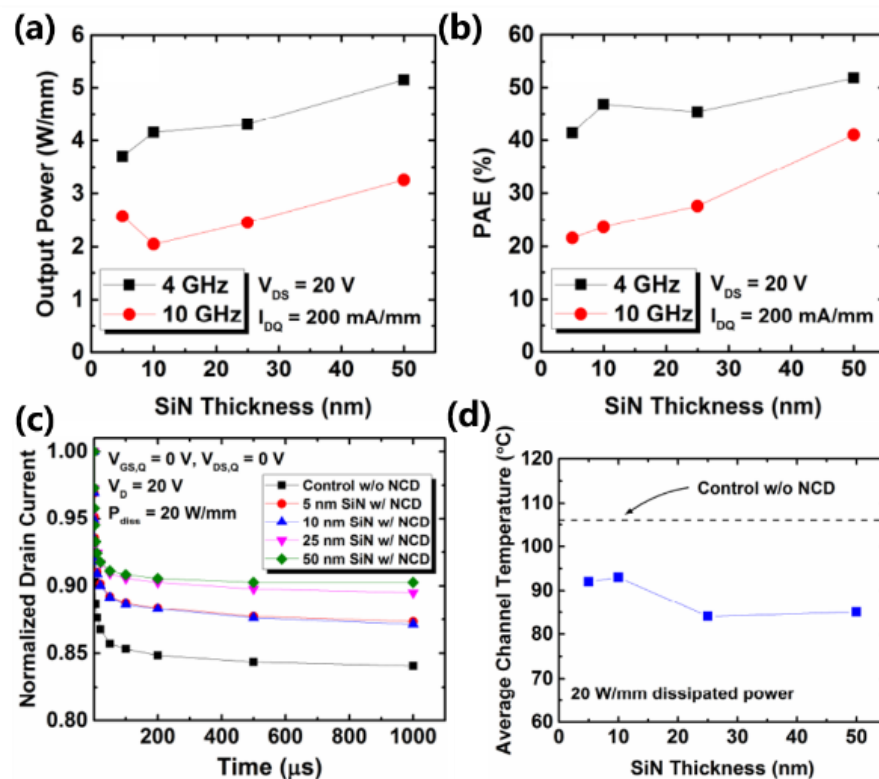 (a)
6
5
4
3
2
1
0
Output Power (W/mm)
4 GHz
10 GHz
V_DS = 20 V
I_DQ = 200 mA/mm
0 10 20 30 40 50
SiN Thickness (nm)
(b)
60
50
40
30
20
10
0
PAE (%)
4 GHz
10 GHz
V_DS = 20 V
I_DQ = 200 mA/mm
0 10 20 30 40 50
SiN Thickness (nm)
(c)
1.00
0.95
0.90
0.85
0.80
Normalized Drain Current
V_GS,Q = 0 V, V_DS,Q = 0 V
V_D = 20 V
P_diss = 20 W/mm
Control w/o NCD
5 nm SiN w/ NCD
10 nm SiN w/ NCD
25 nm SiN w/ NCD
50 nm SiN w/ NCD
200 400 600 800 1000
Time (μs)
(d)
120
110
100
90
80
70
60
Average Channel Temperature (°C)
Control w/o NCD
20 W/mm dissipated power
0 10 20 30 40 50
SiN Thickness (nm)